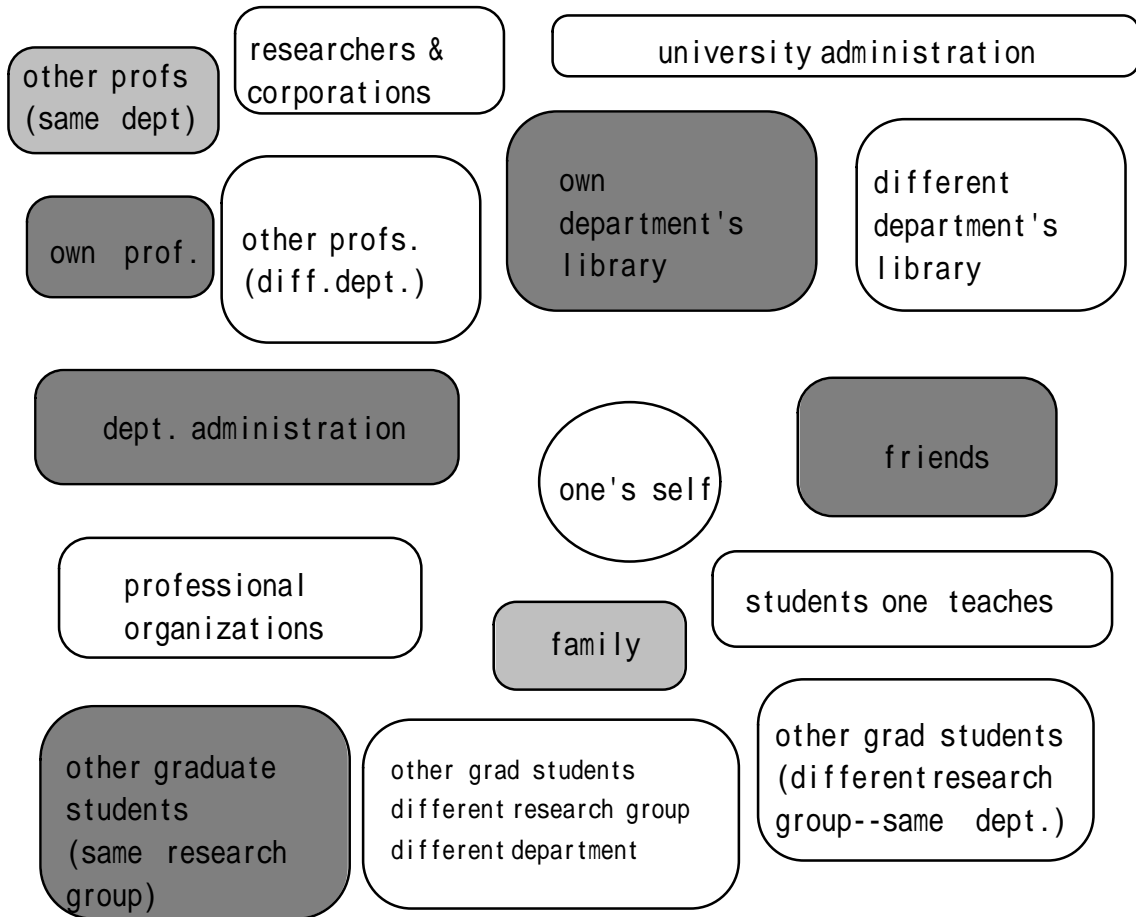 other profs
(same dept)
researchers &
corporations
university administration
own prof.
other profs.
(diff.dept.)
own
department's
library
different
department's
library
dept. administration
one's self
friends
professional
organizations
family
students one teaches
other graduate
students
(same research
group)
other grad students
different research group
different department
other grad students
(different research
group--same dept.)